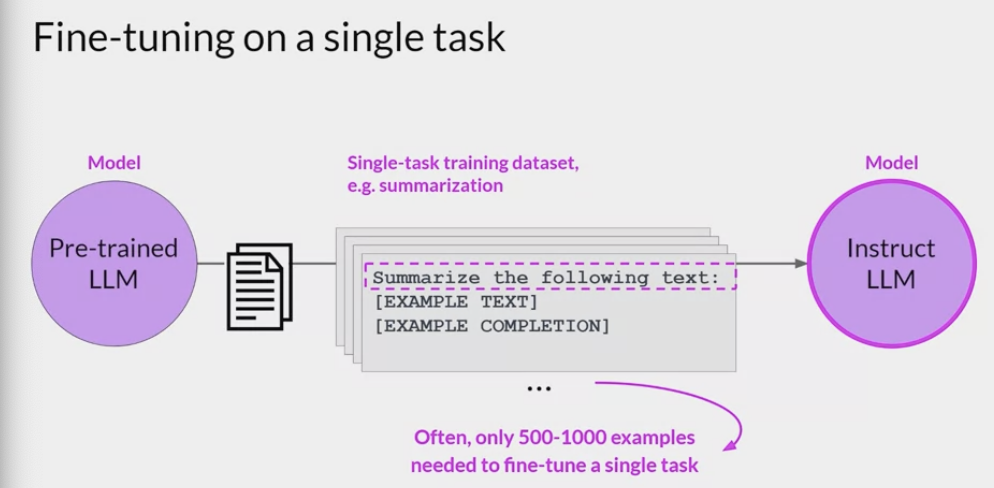 Fine-tuning on a single task
Model
Pre-trained
LLM
Single-task training dataset,
e.g. summarization
Summarize the following text:
[EXAMPLE TEXT]
[EXAMPLE COMPLETION]
...
Often, only 500-1000 examples
needed to fine-tune a single task
Model
Instruct
LLM